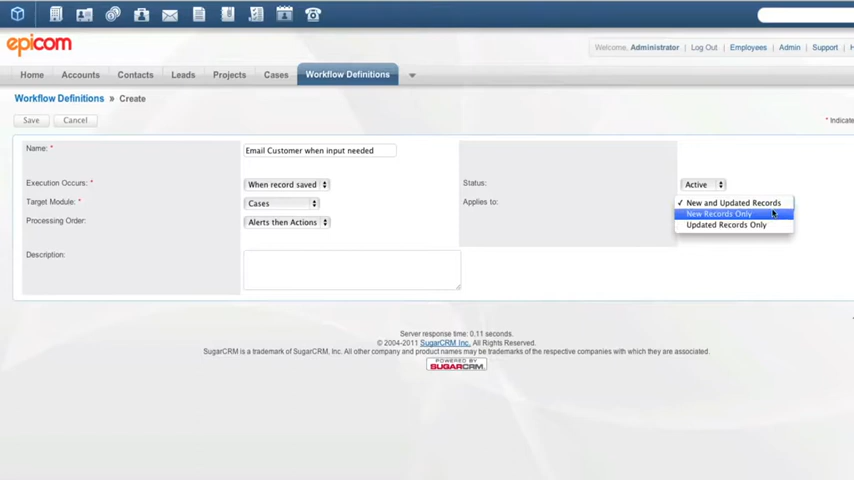 epicom
Welcome, Administrator | Log Out | Employees | Admin | Support |
Home Accounts Contacts Leads Projects Cases Workflow Definitions
Workflow Definitions » Create
Save Cancel
* Indicate
Name: * Email Customer when input needed
Execution Occurs: * When record saved Status: Active
Target Module: * Cases Applies to: ✓ New and Updated Records
New Records Only
Processing Order: Alerts then Actions Updated Records Only
Description:
Server response time: 0.11 seconds.
© 2004-2011 SugarCRM, Inc. All Rights Reserved.
SugarCRM is a trademark of SugarCRM, Inc. All other company and product names may be trademarks of the respective companies with which they are associated.
POWERED BY
SUGARCRM